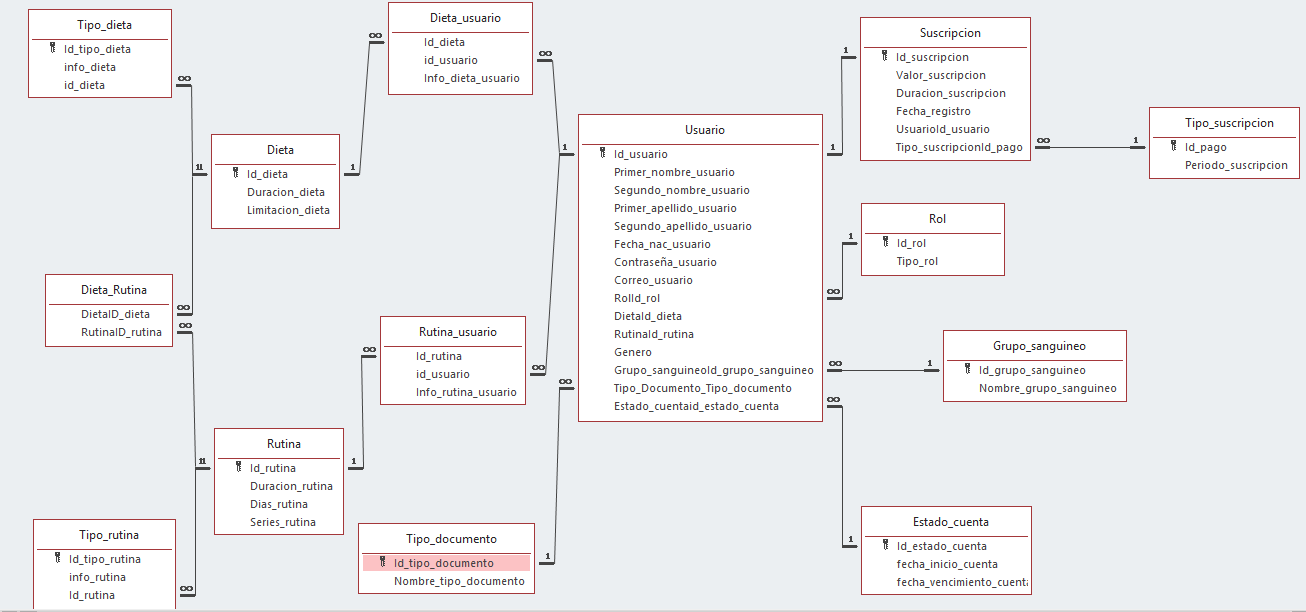 Tipo_dieta
Id_tipo_dieta
info_dieta
id_dieta
Dieta_usuario
Id_dieta
id_usuario
Info_dieta_usuario
Suscripcion
Id_suscripcion
Valor_suscripcion
Duracion_suscripcion
Fecha_registro
UsuarioId_usuario
Tipo_suscripcionId_pago
Tipo_suscripcion
Id_pago
Periodo_suscripcion
Dieta
Id_dieta
Duracion_dieta
Limitacion_dieta
Usuario
Id_usuario
Primer_nombre_usuario
Segundo_nombre_usuario
Primer_apellido_usuario
Segundo_apellido_usuario
Fecha_nac_usuario
Contraseña_usuario
Correo_usuario
RolId_rol
DietaId_dieta
RutinaId_rutina
Genero
Grupo_sanguineoId_grupo_sanguineo
Tipo_Documento_Tipo_documento
Estado_cuentaid_estado_cuenta
Rol
Id_rol
Tipo_rol
Dieta_Rutina
DietaID_dieta
RutinaID_rutina
Rutina_usuario
Id_rutina
id_usuario
Info_rutina_usuario
Grupo_sanguineo
Id_grupo_sanguineo
Nombre_grupo_sanguineo
Rutina
Id_rutina
Duracion_rutina
Dias_rutina
Series_rutina
Tipo_rutina
Id_tipo_rutina
info_rutina
Id_rutina
Tipo_documento
Id_tipo_documento
Nombre_tipo_documento
Estado_cuenta
Id_estado_cuenta
fecha_inicio_cuenta
fecha_vencimiento_cuenta
∞
∞
∞
1
1
1
∞
1
11
1
1
1
∞
1
∞
∞
∞
∞
1
∞
∞
∞
∞
11
1
1
1
∞